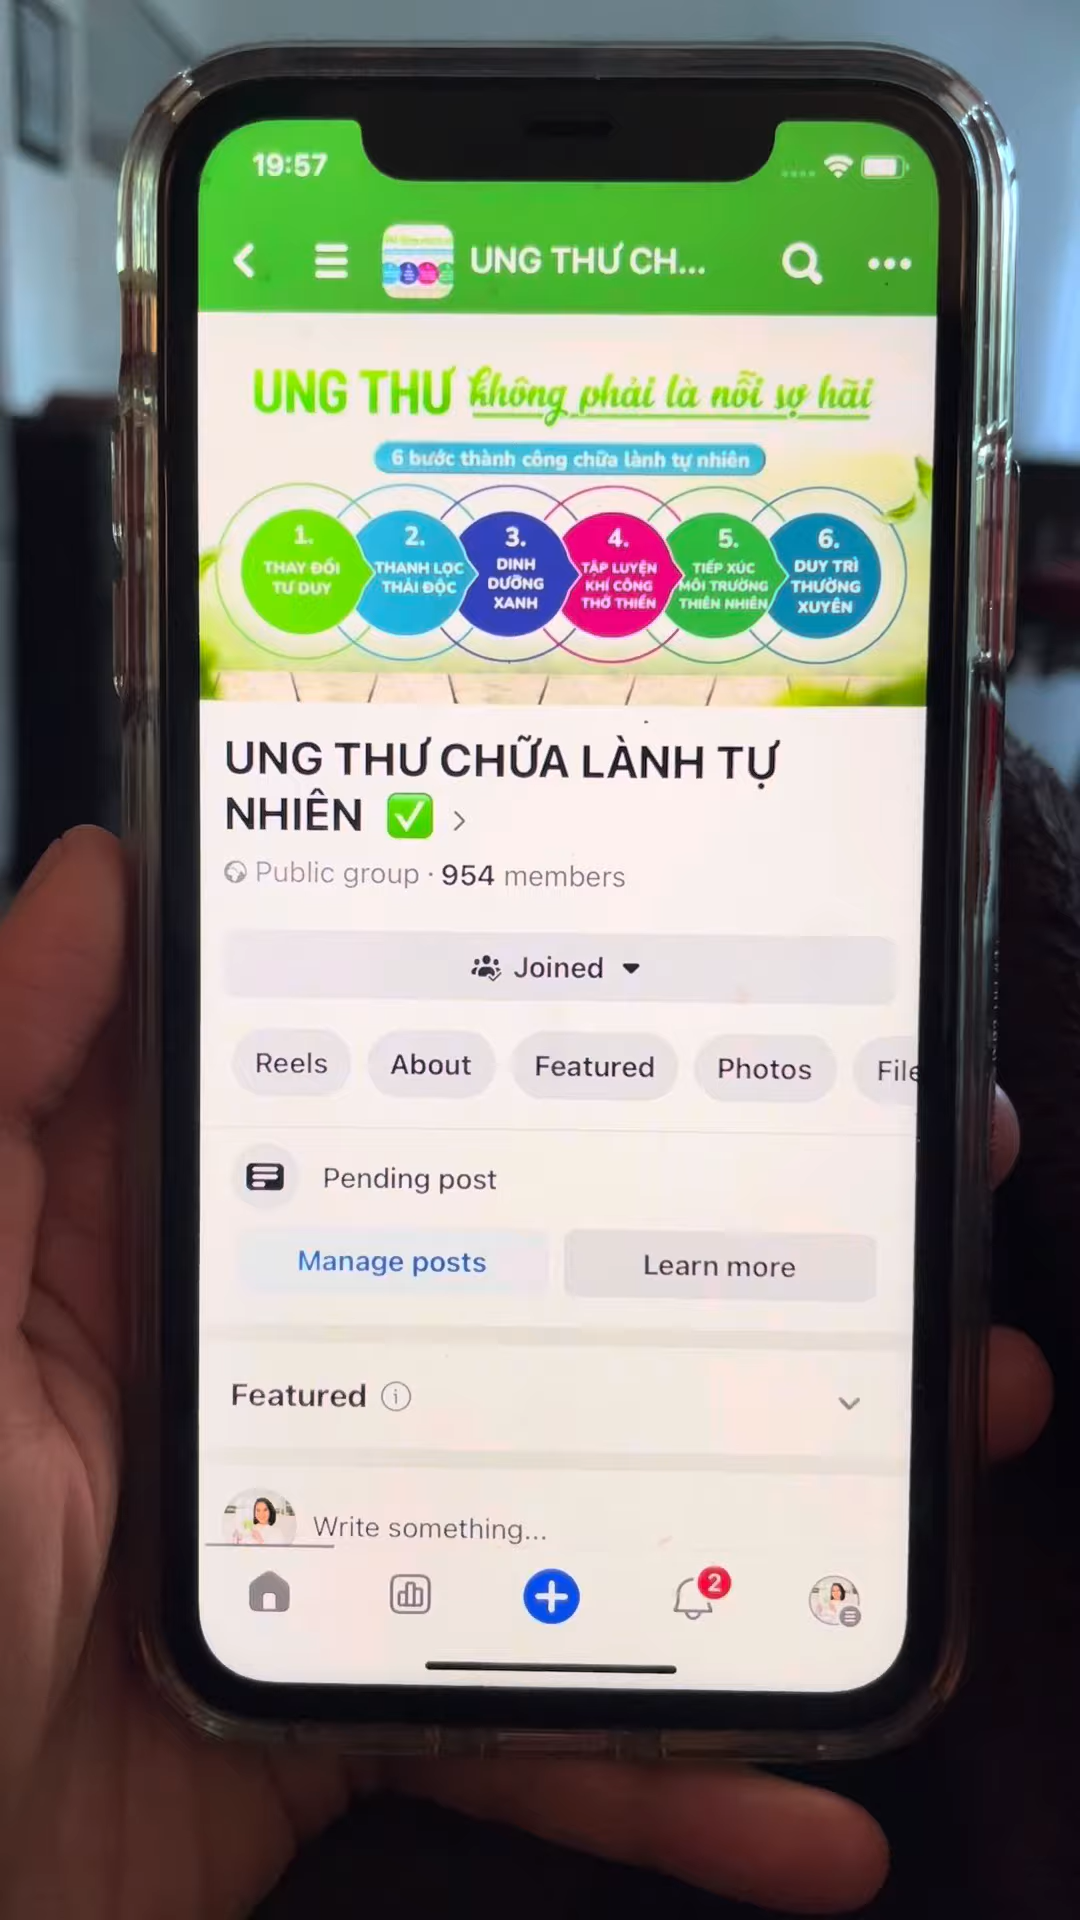 19:57
UNG THƯ CH...
UNG THƯ không phải là nỗi sợ hãi
6 bước thành công chữa lành tự nhiên
1.
THAY ĐỔI
TƯ DUY
2.
THANH LỌC
THẢI ĐỘC
3.
DINH
DƯỠNG
XANH
4.
TẬP LUYỆN
KHÍ CÔNG
THỞ THIỀN
5.
TIẾP XÚC
MÔI TRƯỜNG
THIÊN NHIÊN
6.
DUY TRÌ
THƯỜNG
XUYÊN
UNG THƯ CHỮA LÀNH TỰ
NHIÊN ✅ >
Public group · 954 members
Joined
Reels About Featured Photos File
Pending post
Manage posts Learn more
Featured
Write something...
2